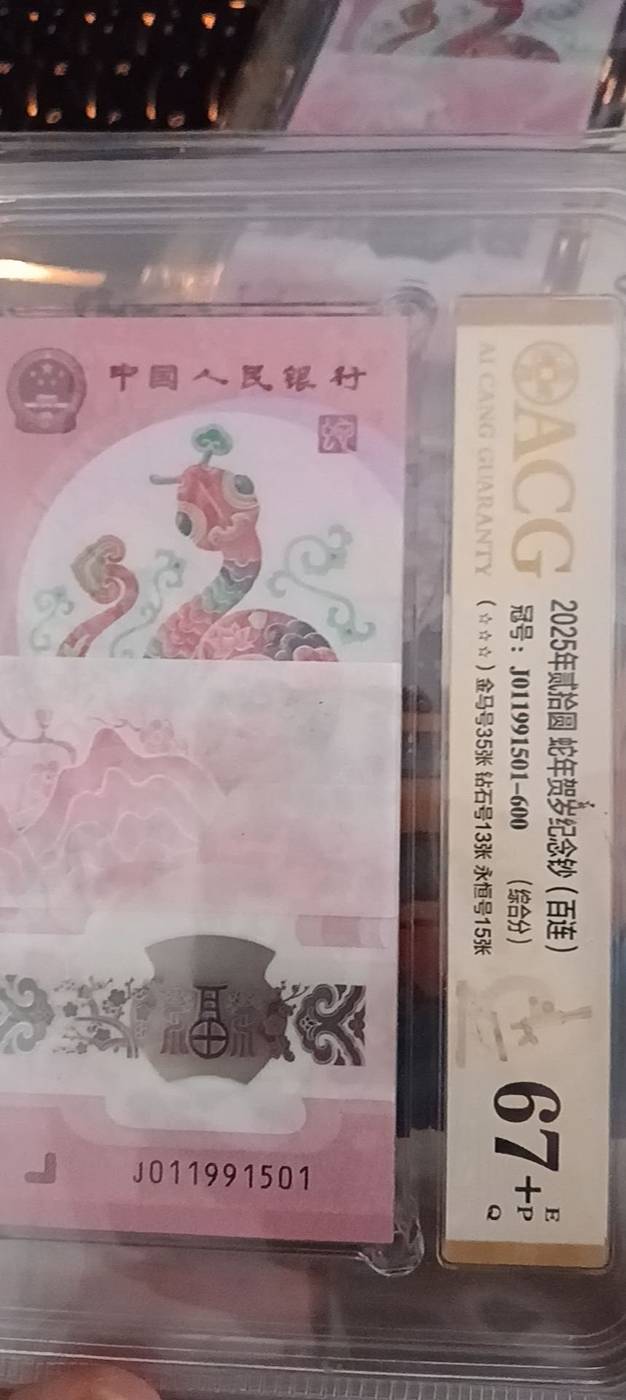 中国人民银行
J011991501
ACG
AI CANG GUARANTY
2025年贰拾圆 蛇年贺岁纪念钞（百连）
冠号：J011991501-600 （综合分）
（☆☆☆）金马号35张 钻石号13张 永恒号15张
67+
E
P
Q